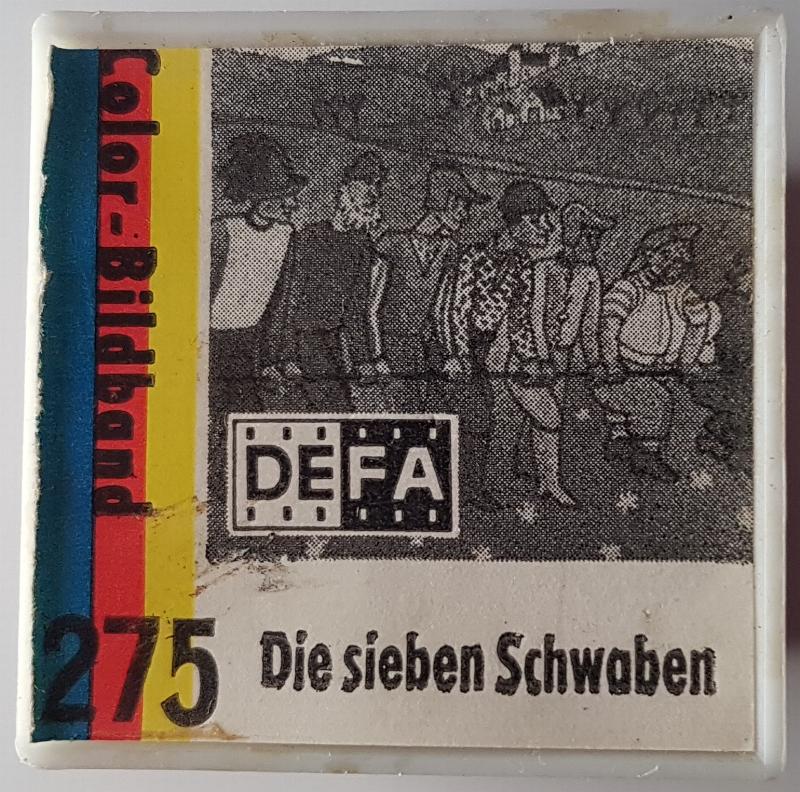 Color-Bildband
DEFA
275 Die sieben Schwaben